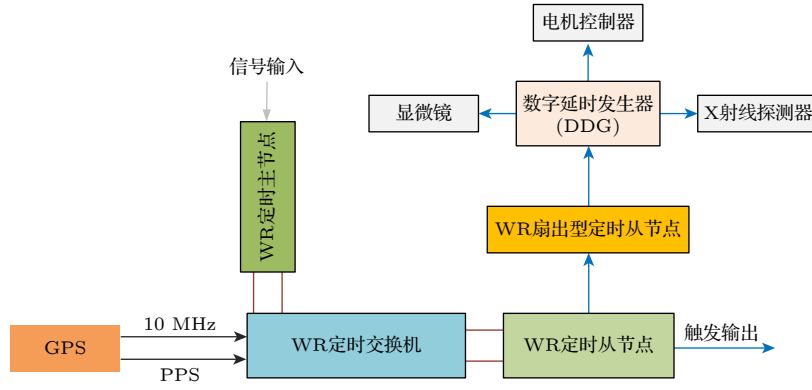 电机控制器
信号输入
显微镜
数字延时发生器
(DDG)
X射线探测器
WR定时主节点
WR扇出型定时从节点
GPS
10 MHz
PPS
WR定时交换机
WR定时从节点
触发输出